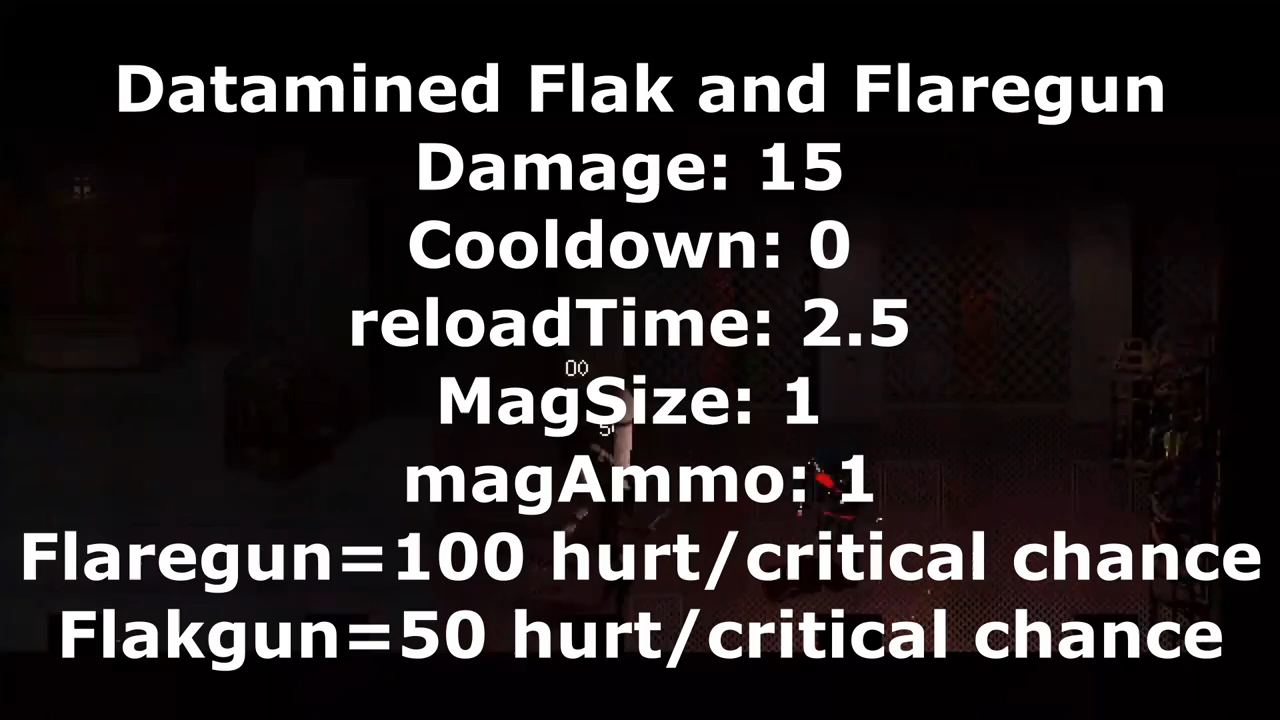 Datamined Flak and Flaregun
Damage: 15
Cooldown: 0
reloadTime: 2.5
00
MagSize: 1
magAmmo: 1
Flaregun=100 hurt/critical chance
Flakgun=50 hurt/critical chance